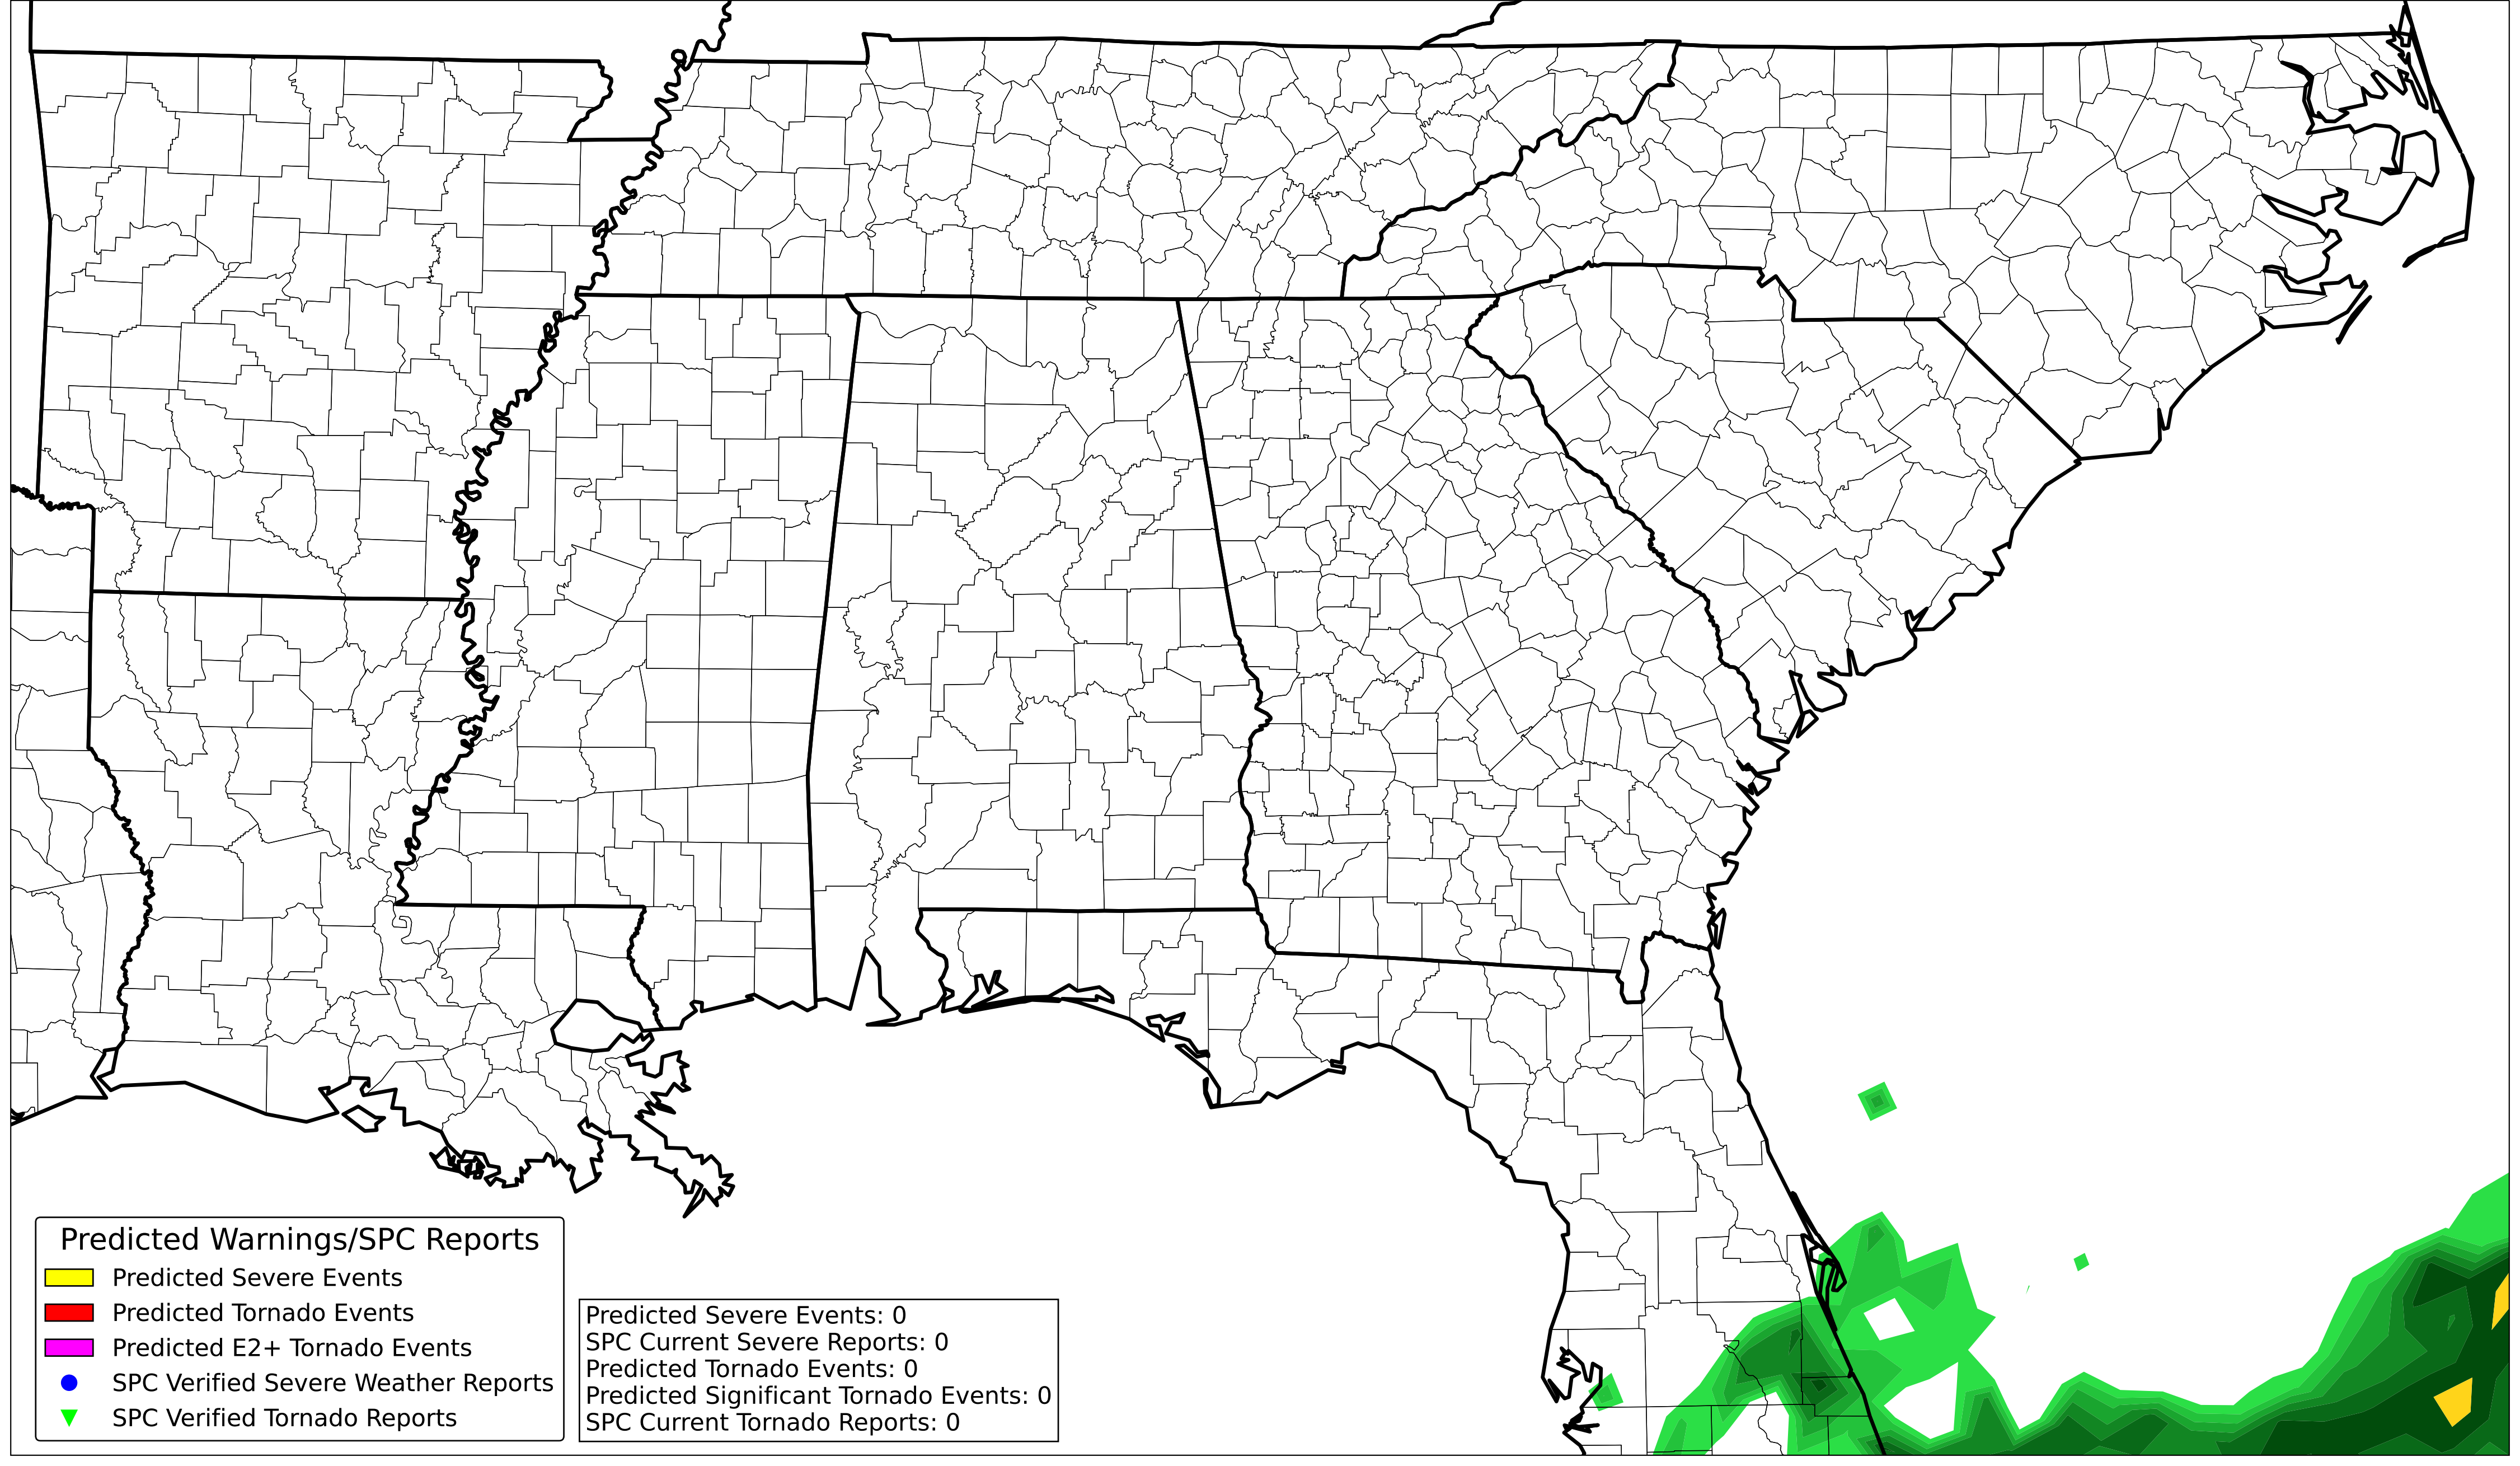 Predicted Warnings/SPC Reports
Predicted Severe Events
Predicted Tornado Events
Predicted E2+ Tornado Events
SPC Verified Severe Weather Reports
SPC Verified Tornado Reports
Predicted Severe Events: 0
SPC Current Severe Reports: 0
Predicted Tornado Events: 0
Predicted Significant Tornado Events: 0
SPC Current Tornado Reports: 0